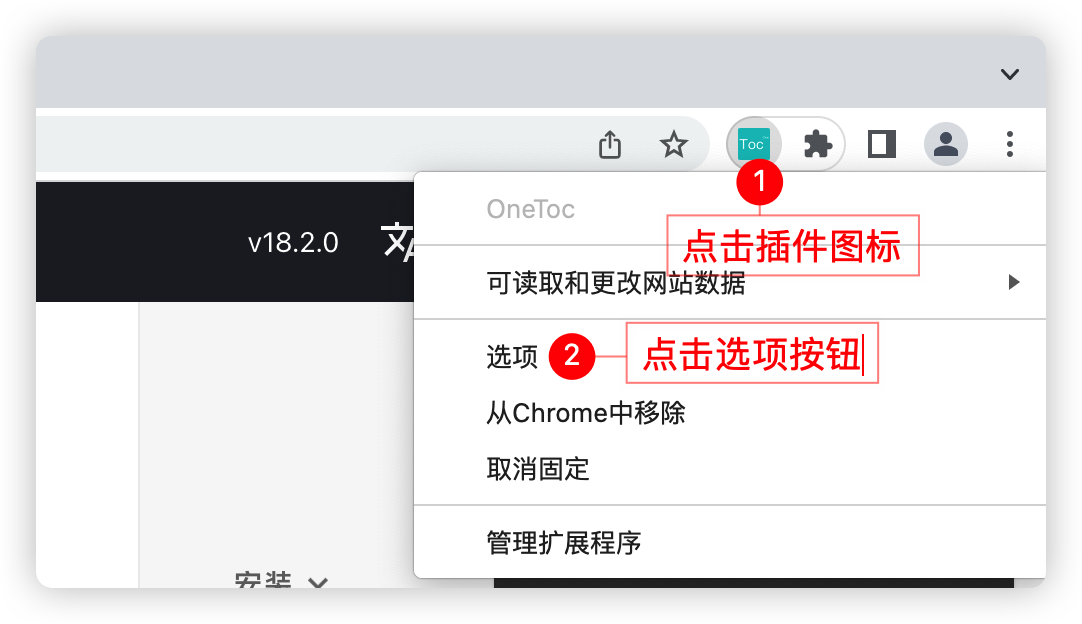 Toc
1
OneToc
v18.2.0
点击插件图标
可读取和更改网站数据
选项
2
点击选项按钮
从Chrome中移除
取消固定
管理扩展程序
安装